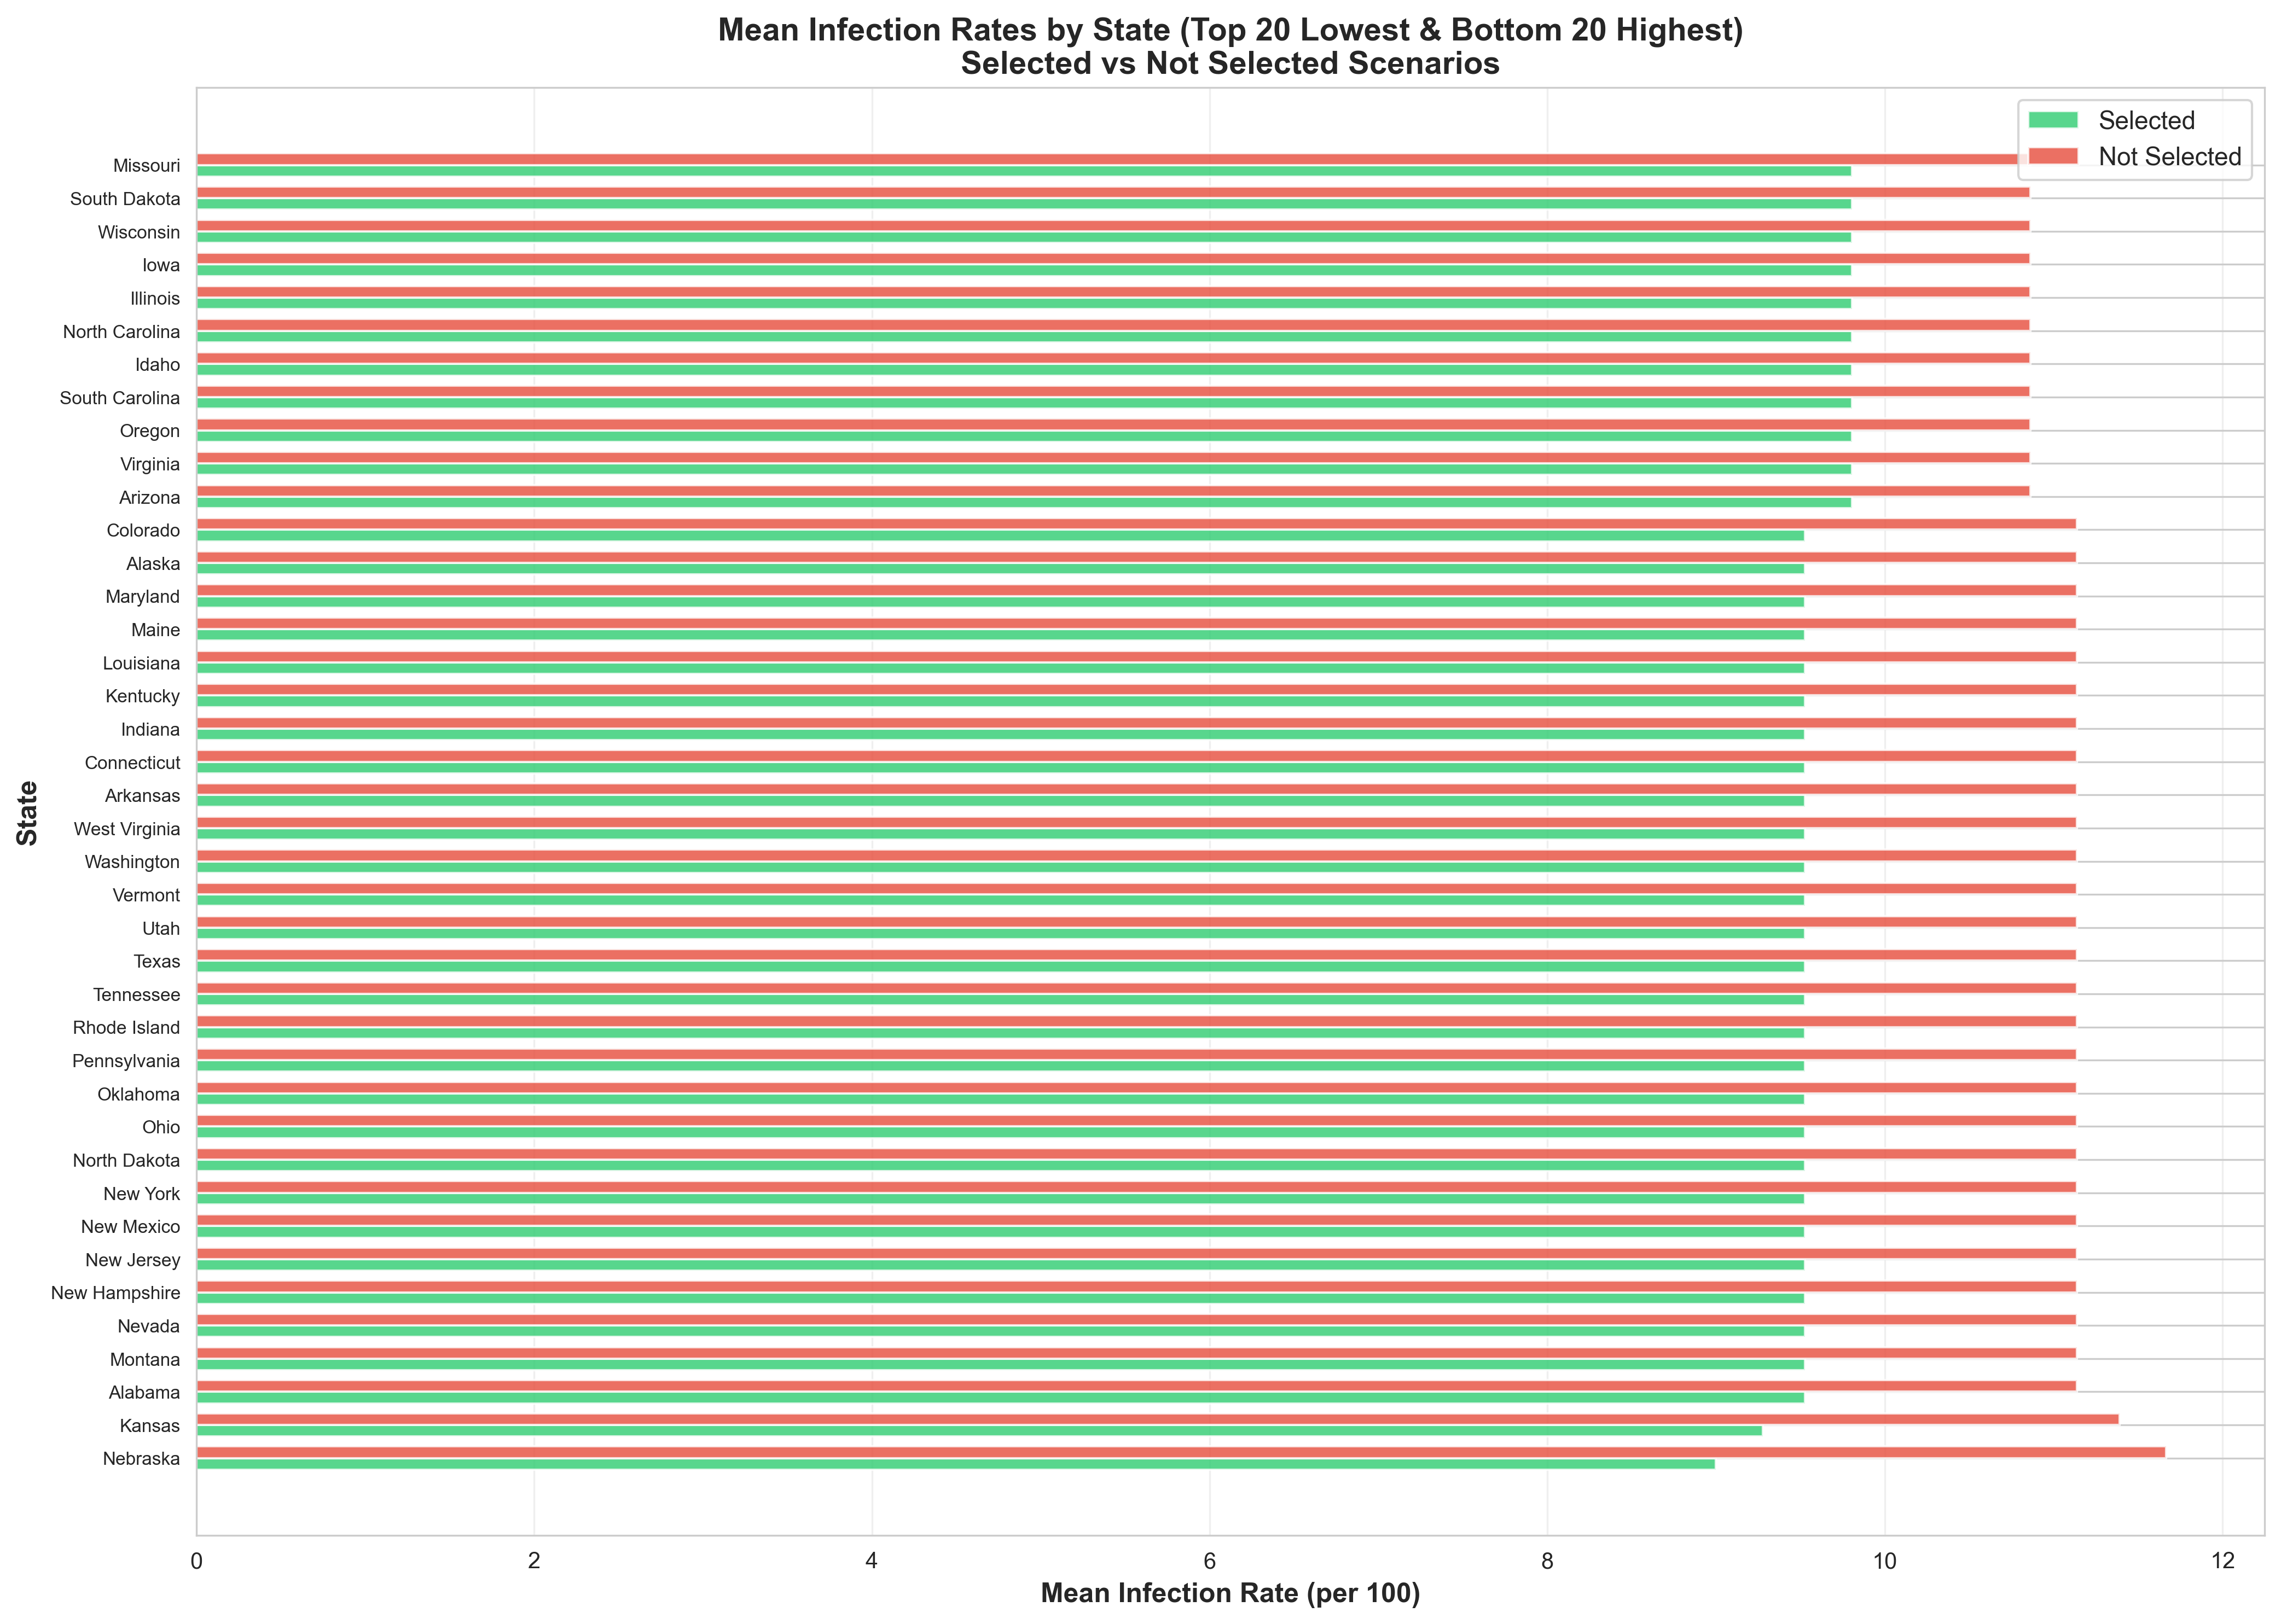 Mean Infection Rates by State (Top 20 Lowest & Bottom 20 Highest)
Selected vs Not Selected Scenarios
Selected
Not Selected
State
Missouri
South Dakota
Wisconsin
Iowa
Illinois
North Carolina
Idaho
South Carolina
Oregon
Virginia
Arizona
Colorado
Alaska
Maryland
Maine
Louisiana
Kentucky
Indiana
Connecticut
Arkansas
West Virginia
Washington
Vermont
Utah
Texas
Tennessee
Rhode Island
Pennsylvania
Oklahoma
Ohio
North Dakota
New York
New Mexico
New Jersey
New Hampshire
Nevada
Montana
Alabama
Kansas
Nebraska
0 2 4 6 8 10 12
Mean Infection Rate (per 100)